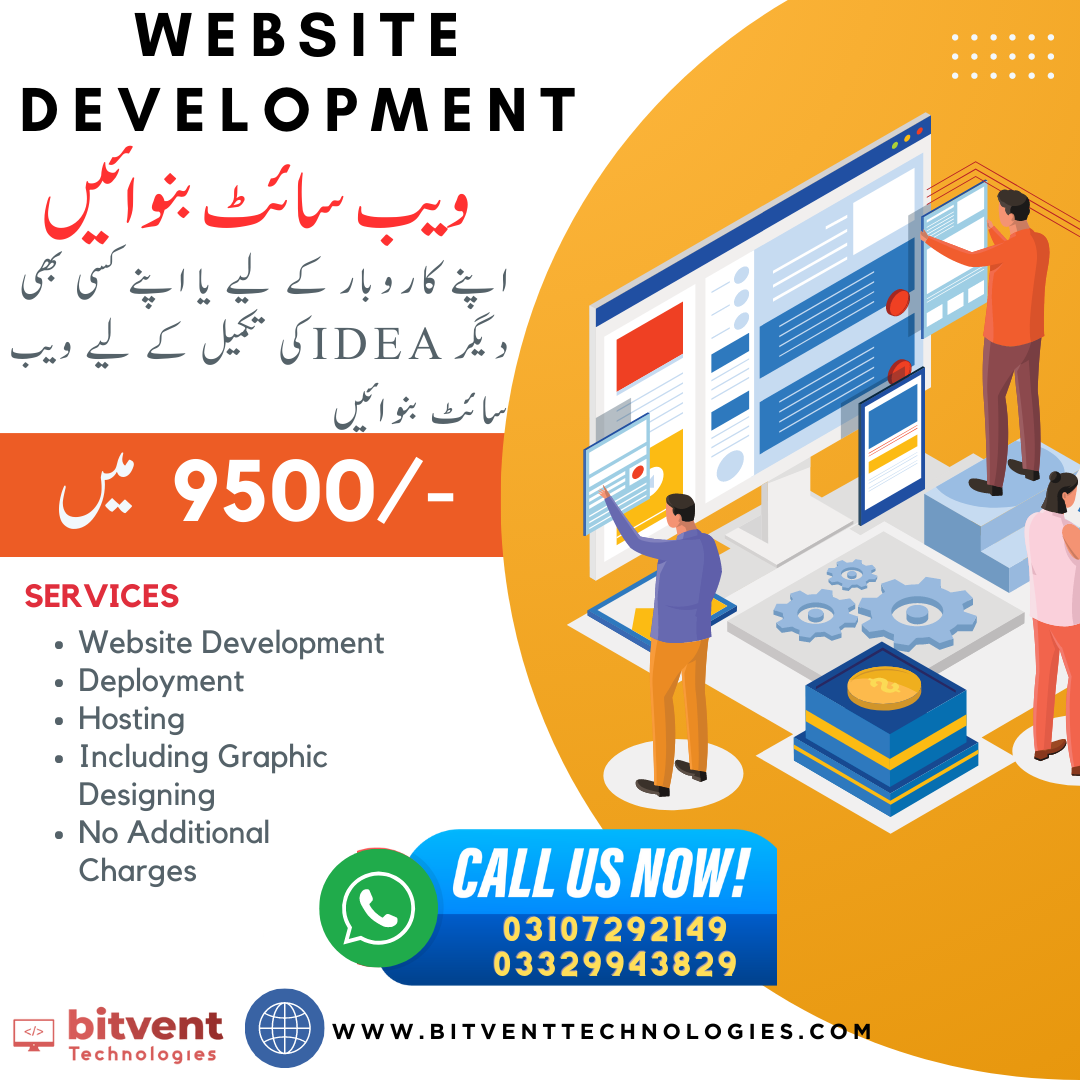 WEBSITE
DEVELOPMENT
ویب سائٹ بنوائیں
اپنے کاروبار کے لیے یا اپنے کسی بھی
دیگر IDEA کی تکمیل کے لیے ویب
سائٹ بنوائیں
9500/- میں
SERVICES
• Website Development
• Deployment
• Hosting
• Including Graphic
Designing
• No Additional
Charges
CALL US NOW!
03107292149
03329943829
</> bitvent
Technologies
WWW.BITVENTTECHNOLOGIES.COM